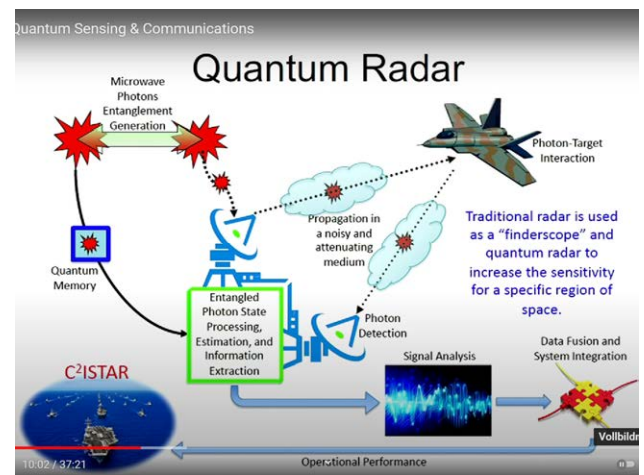 Quantum Sensing & Communications
Quantum Radar
Microwave
Photons
Entanglement
Generation
Photon-Target
Interaction
Propagation in
a noisy and
attenuating
medium
Traditional radar is used
as a “finderscope” and
quantum radar to
increase the sensitivity
for a specific region of
space.
Quantum
Memory
Entangled
Photon State
Processing,
Estimation, and
Information
Extraction
Photon
Detection
Signal Analysis
Data Fusion and
System Integration
C²ISTAR
Vollbild
10:02 / 37:21
Operational Performance